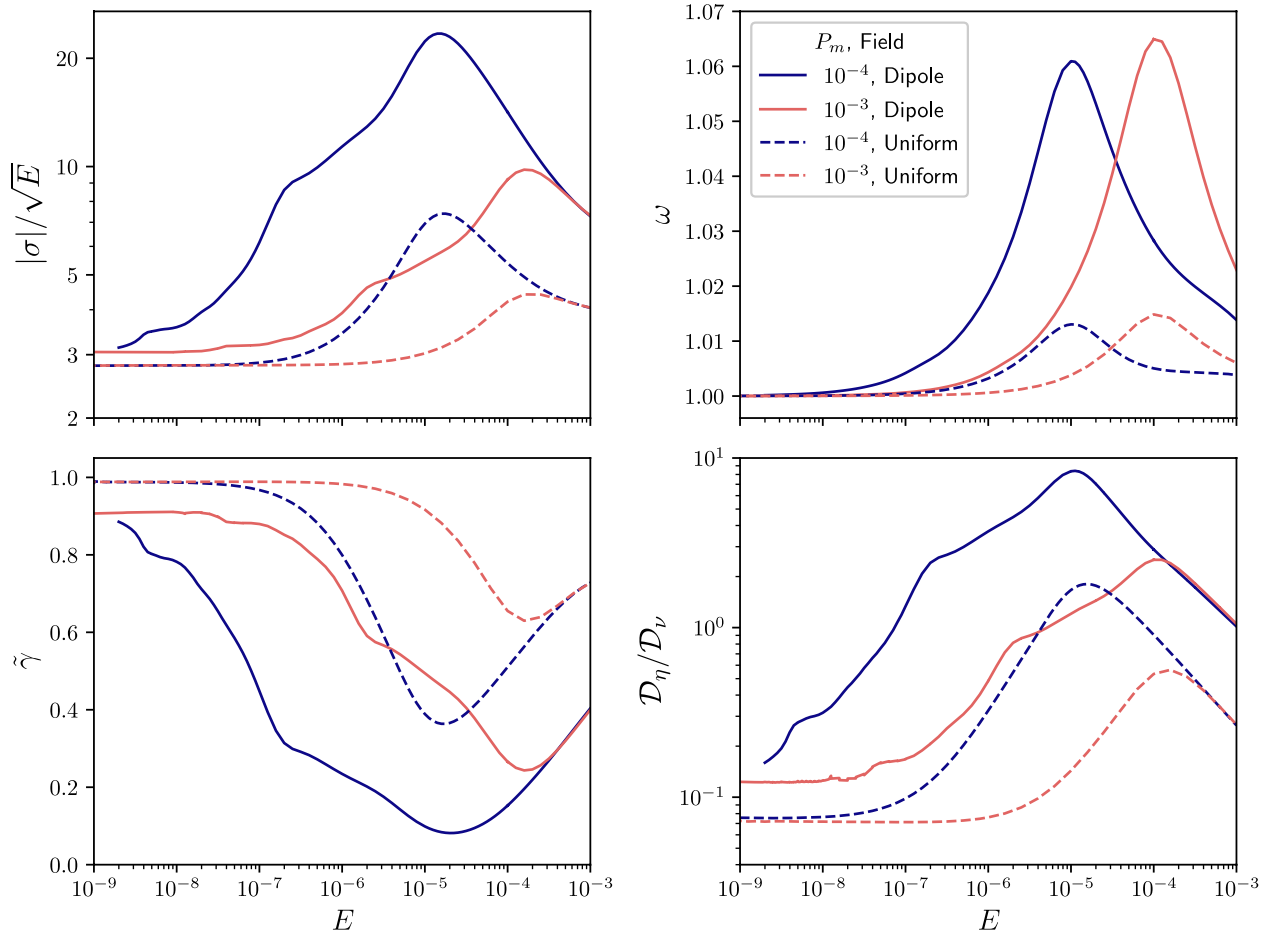 |σ|/√E
20
10
5
3
2
ω
1.07
1.06
1.05
1.04
1.03
1.02
1.01
1.00
P_m, Field
10^{-4}, Dipole
10^{-3}, Dipole
10^{-4}, Uniform
10^{-3}, Uniform
γ̃
1.0
0.8
0.6
0.4
0.2
0.0
10^{-9} 10^{-8} 10^{-7} 10^{-6} 10^{-5} 10^{-4} 10^{-3}
E
𝒟_η/𝒟_ν
10^1
10^0
10^{-1}
10^{-9} 10^{-8} 10^{-7} 10^{-6} 10^{-5} 10^{-4} 10^{-3}
E